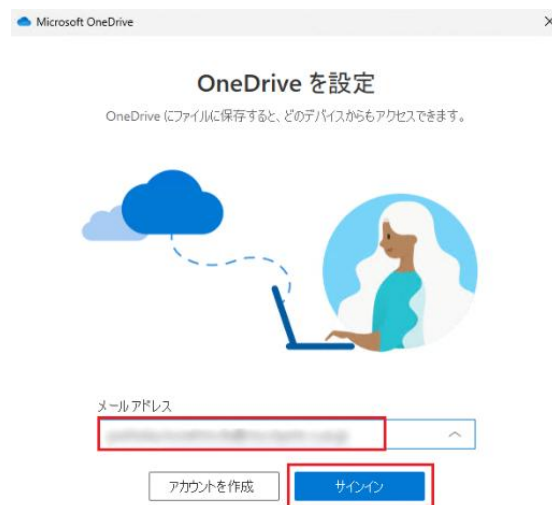 Microsoft OneDrive
OneDrive を設定
OneDrive にファイルに保存すると、どのデバイスからもアクセスできます。
メール アドレス
アカウントを作成
サインイン